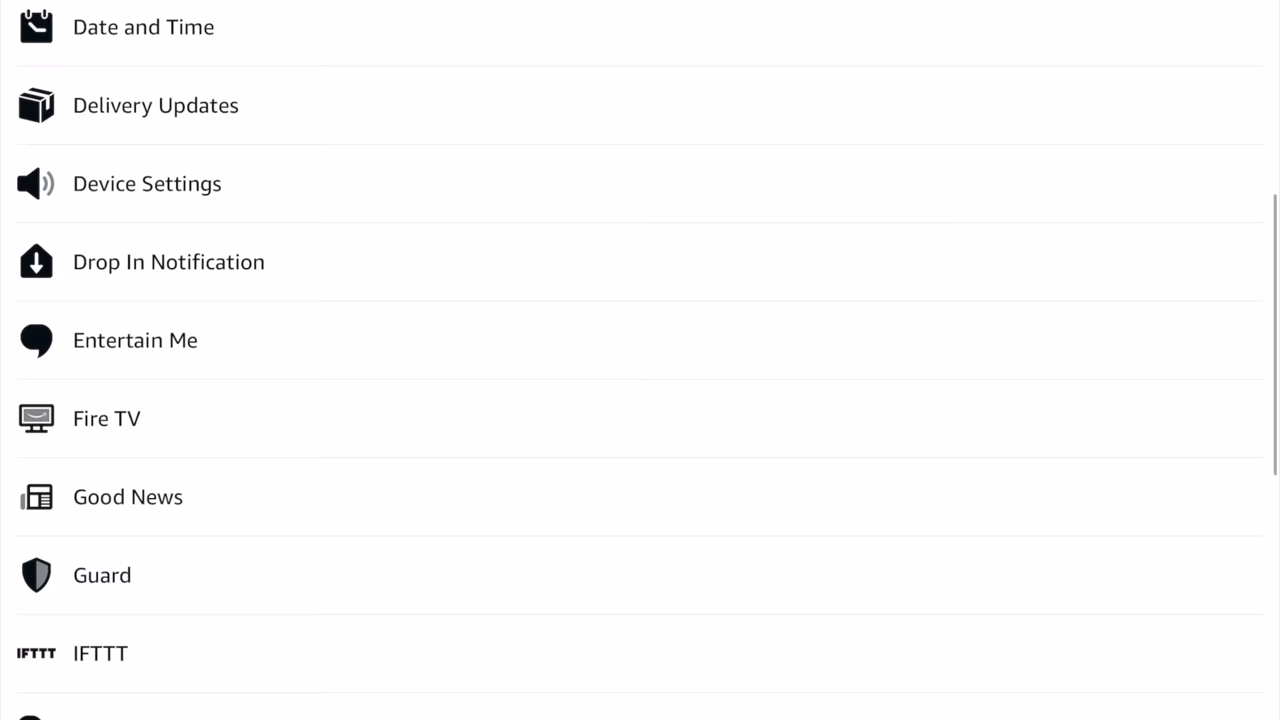 Date and Time
Delivery Updates
Device Settings
Drop In Notification
Entertain Me
Fire TV
Good News
Guard
IFTTT IFTTT